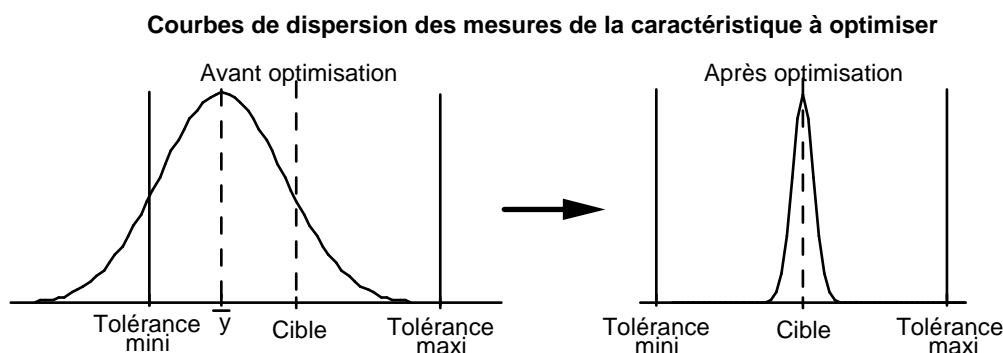 Courbes de dispersion des mesures de la caractéristique à optimiser
Avant optimisation
Après optimisation
Tolérance
mini
y̅
Cible
Tolérance
maxi
Tolérance
mini
Cible
Tolérance
maxi